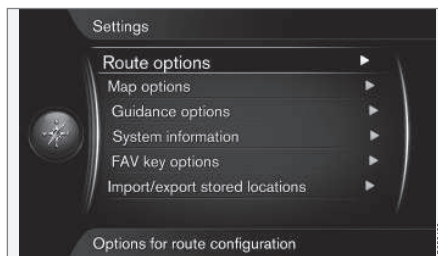 Settings
Route options
Map options
Guidance options
System information
FAV key options
Import/export stored locations
Options for route configuration